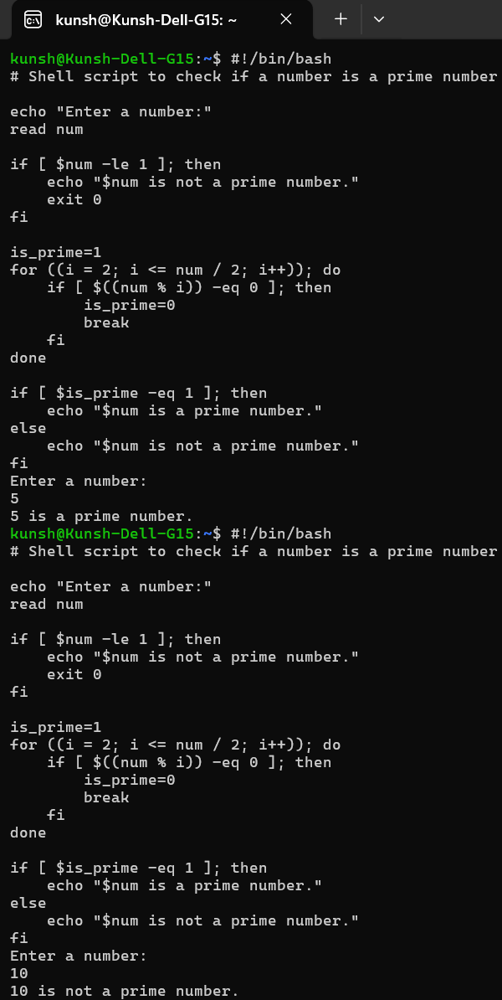 kunsh@Kunsh-Dell-G15: ~
kunsh@Kunsh-Dell-G15:~$ #!/bin/bash
# Shell script to check if a number is a prime number

echo "Enter a number:"
read num

if [ $num -le 1 ]; then
    echo "$num is not a prime number."
    exit 0
fi

is_prime=1
for ((i = 2; i <= num / 2; i++)); do
    if [ $((num % i)) -eq 0 ]; then
        is_prime=0
        break
    fi
done

if [ $is_prime -eq 1 ]; then
    echo "$num is a prime number."
else
    echo "$num is not a prime number."
fi
Enter a number:
5
5 is a prime number.
kunsh@Kunsh-Dell-G15:~$ #!/bin/bash
# Shell script to check if a number is a prime number

echo "Enter a number:"
read num

if [ $num -le 1 ]; then
    echo "$num is not a prime number."
    exit 0
fi

is_prime=1
for ((i = 2; i <= num / 2; i++)); do
    if [ $((num % i)) -eq 0 ]; then
        is_prime=0
        break
    fi
done

if [ $is_prime -eq 1 ]; then
    echo "$num is a prime number."
else
    echo "$num is not a prime number."
fi
Enter a number:
10
10 is not a prime number.